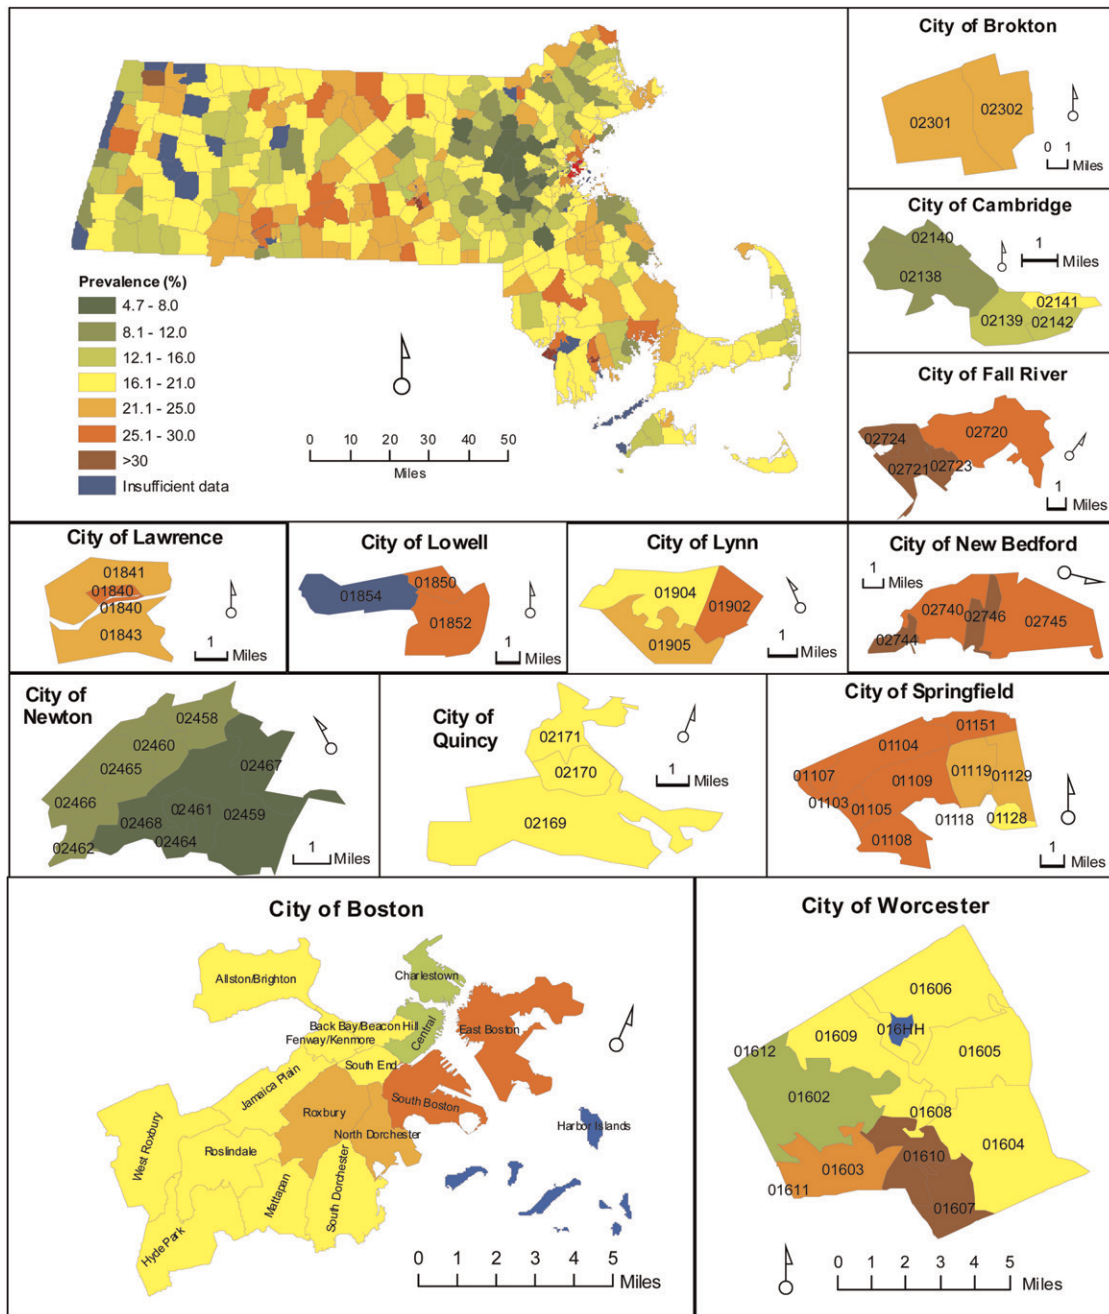 City of Brokton
02301
02302
0 1
Miles
Prevalence (%)
4.7 - 8.0
8.1 - 12.0
12.1 - 16.0
16.1 - 21.0
21.1 - 25.0
25.1 - 30.0
>30
Insufficient data
0 10 20 30 40 50
Miles
City of Cambridge
02140
02138
02141
02139
02142
1
Miles
City of Fall River
02724
02720
02721
02723
1
Miles
City of Lawrence
01841
01840
01840
01843
1
Miles
City of Lowell
01850
01854
01852
1
Miles
City of Lynn
01904
01902
01905
1
Miles
City of New Bedford
1
Miles
02740
02746
02745
02744
City of
Newton
02458
02460
02465
02467
02466
02461
02459
02468
02464
02462
1
Miles
City of
Quincy
02171
02170
02169
1
Miles
City of Springfield
01151
01104
01107
01109
01119
01129
01103
01105
01118
01128
01108
1
Miles
City of Boston
Allston/Brighton
Charlestown
Back Bay/Beacon Hill
Fenway/Kenmore
Central
East Boston
South End
Jamaica Plain
South Boston
Roxbury
North Dorchester
Harbor Islands
West Roxbury
Roslindale
Mattapan
South Dorchester
Hyde Park
0 1 2 3 4 5
Miles
City of Worcester
01606
016HH
01609
01605
01612
01602
01608
01604
01610
01603
01611
01607
0 1 2 3 4 5
Miles